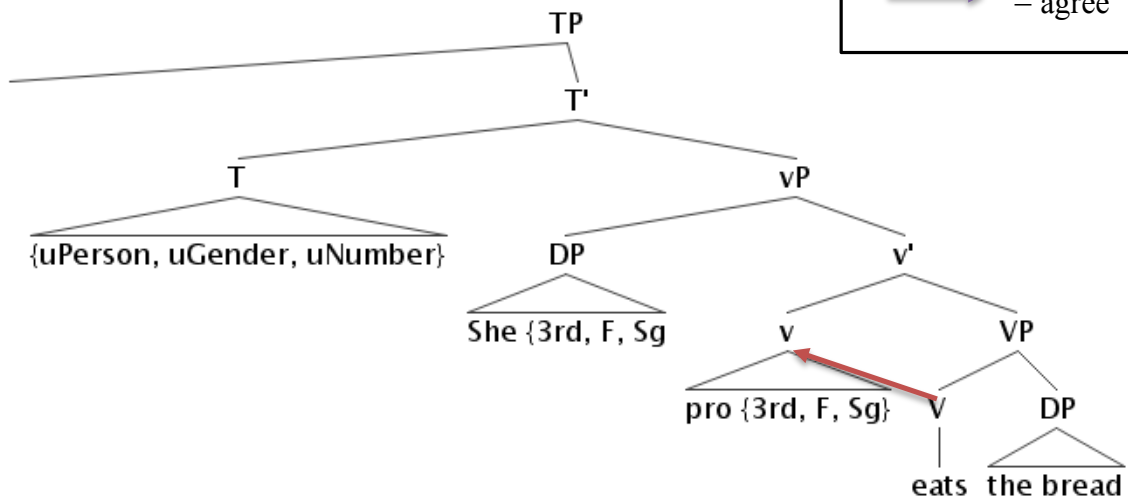 – agree
TP
T'
T
vP
{uPerson, uGender, uNumber}
DP
v'
She {3rd, F, Sg
v
VP
pro {3rd, F, Sg}
V
DP
eats
the bread